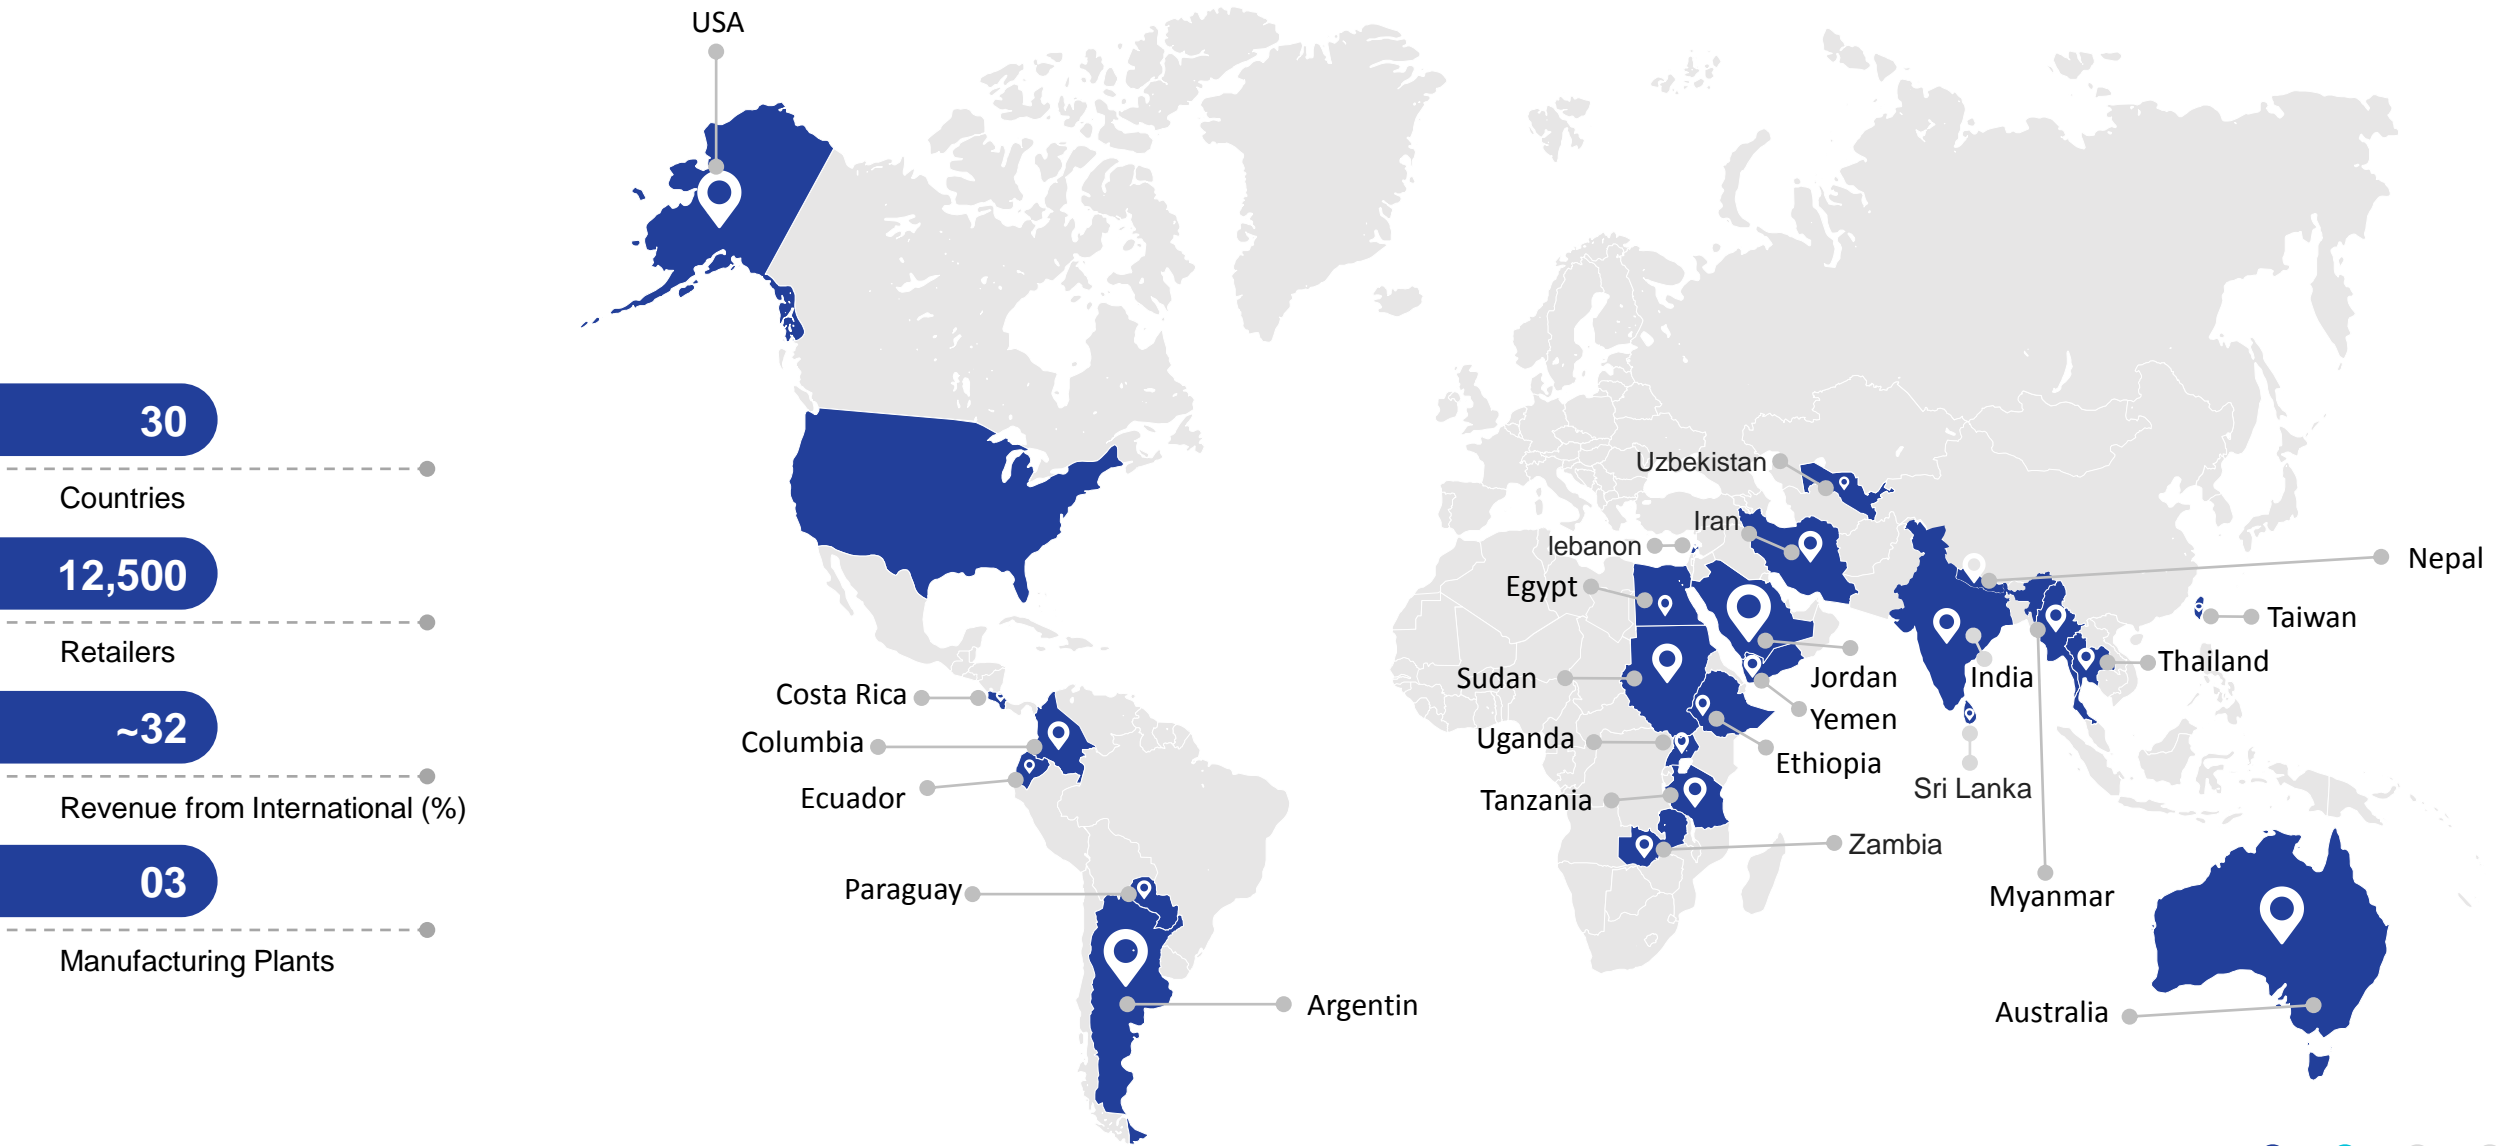 USA
30
Countries
12,500
Retailers
~32
Revenue from International (%)
03
Manufacturing Plants
Uzbekistan
Iran
lebanon
Egypt
Nepal
Taiwan
Sudan
Jordan
India
Thailand
Costa Rica
Yemen
Columbia
Uganda
Ethiopia
Ecuador
Tanzania
Sri Lanka
Zambia
Paraguay
Myanmar
Argentin
Australia